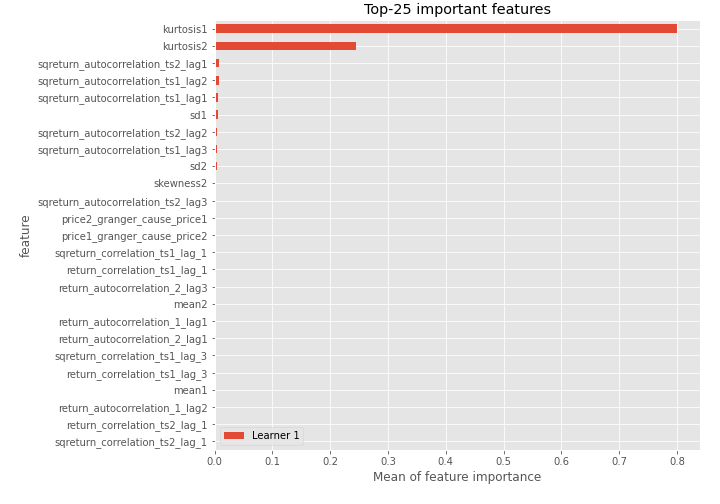 Top-25 important features
kurtosis1
kurtosis2
sqreturn_autocorrelation_ts2_lag1
sqreturn_autocorrelation_ts1_lag2
sqreturn_autocorrelation_ts1_lag1
sd1
sqreturn_autocorrelation_ts2_lag2
sqreturn_autocorrelation_ts1_lag3
sd2
skewness2
sqreturn_autocorrelation_ts2_lag3
price2_granger_cause_price1
price1_granger_cause_price2
sqreturn_correlation_ts1_lag_1
return_correlation_ts1_lag_1
return_autocorrelation_2_lag3
mean2
return_autocorrelation_1_lag1
return_autocorrelation_2_lag1
sqreturn_correlation_ts1_lag_3
return_correlation_ts1_lag_3
mean1
return_autocorrelation_1_lag2
return_correlation_ts2_lag_1
sqreturn_correlation_ts2_lag_1
feature
Learner 1
0.0 0.1 0.2 0.3 0.4 0.5 0.6 0.7 0.8
Mean of feature importance